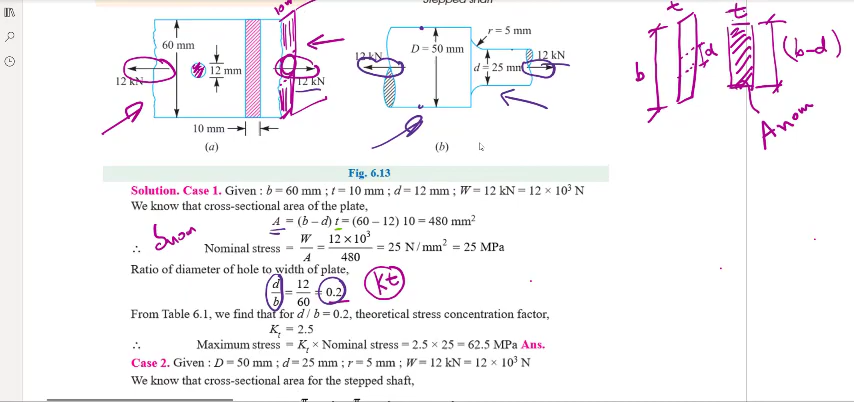 Stepped shaft
60 mm
12 mm
12 kN
12 kN
10 mm
(a)
r = 5 mm
12 kN
D = 50 mm
12 kN
d = 25 mm
(b)
t
b
d
t
(b-d)
Anom
Fig. 6.13
Solution. Case 1. Given : b = 60 mm ; t = 10 mm ; d = 12 mm ; W = 12 kN = 12 × 10³ N
We know that cross-sectional area of the plate,
A = (b – d) t = (60 – 12) 10 = 480 mm²
∴ Nominal stress = W/A = 12 × 10³/480 = 25 N/mm² = 25 MPa
Ratio of diameter of hole to width of plate,
d/b = 12/60 = 0.2
Kt
From Table 6.1, we find that for d / b = 0.2, theoretical stress concentration factor,
Kt = 2.5
∴ Maximum stress = Kt × Nominal stress = 2.5 × 25 = 62.5 MPa Ans.
Case 2. Given : D = 50 mm ; d = 25 mm ; r = 5 mm ; W = 12 kN = 12 × 10³ N
We know that cross-sectional area for the stepped shaft,